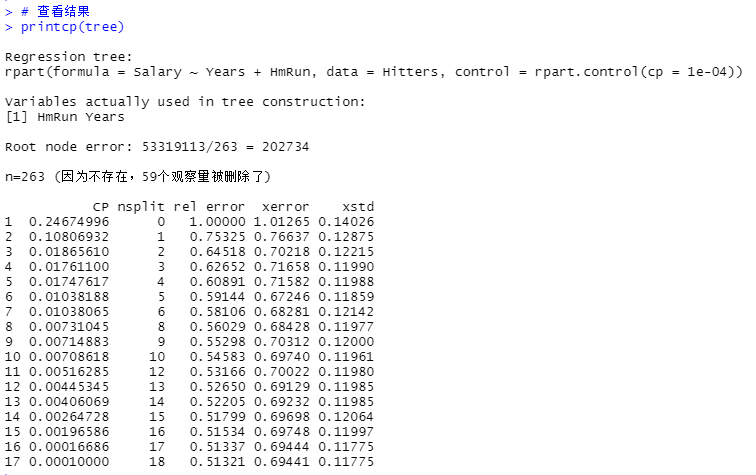 > # 查看结果
> printcp(tree)
Regression tree:
rpart(formula = Salary ~ Years + HmRun, data = Hitters, control = rpart.control(cp = 1e-04))
Variables actually used in tree construction:
[1] HmRun Years
Root node error: 53319113/263 = 202734
n=263 (因为不存在，59个观察量被删除了)
CP nsplit rel error xerror xstd
1 0.24674996 0 1.00000 1.01265 0.14026
2 0.10806932 1 0.75325 0.76637 0.12875
3 0.01865610 2 0.64518 0.70218 0.12215
4 0.01761100 3 0.62652 0.71658 0.11990
5 0.01747617 4 0.60891 0.71582 0.11988
6 0.01038188 5 0.59144 0.67246 0.11859
7 0.01038065 6 0.58106 0.68281 0.12142
8 0.00731045 8 0.56029 0.68428 0.11977
9 0.00714883 9 0.55298 0.70312 0.12000
10 0.00708618 10 0.54583 0.69740 0.11961
11 0.00516285 12 0.53166 0.70022 0.11980
12 0.00445345 13 0.52650 0.69129 0.11985
13 0.00406069 14 0.52205 0.69232 0.11985
14 0.00264728 15 0.51799 0.69698 0.12064
15 0.00196586 16 0.51534 0.69748 0.11997
16 0.00016686 17 0.51337 0.69444 0.11775
17 0.00010000 18 0.51321 0.69441 0.11775